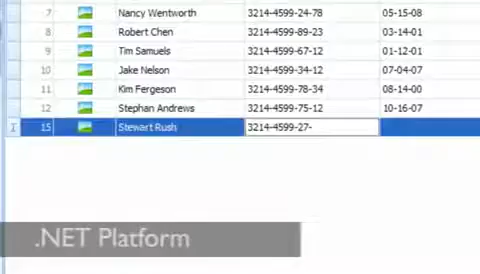 7 Nancy Wentworth 3214-4599-24-78 05-15-08
8 Robert Chen 3214-4599-89-23 03-14-01
9 Tim Samuels 3214-4599-67-12 01-12-01
10 Jake Nelson 3214-4599-34-12 07-04-07
11 Kim Fergeson 3214-4599-78-34 08-14-00
12 Stephan Andrews 3214-4599-75-12 10-16-07
15 Stewart Rush 3214-4599-27-
.NET Platform